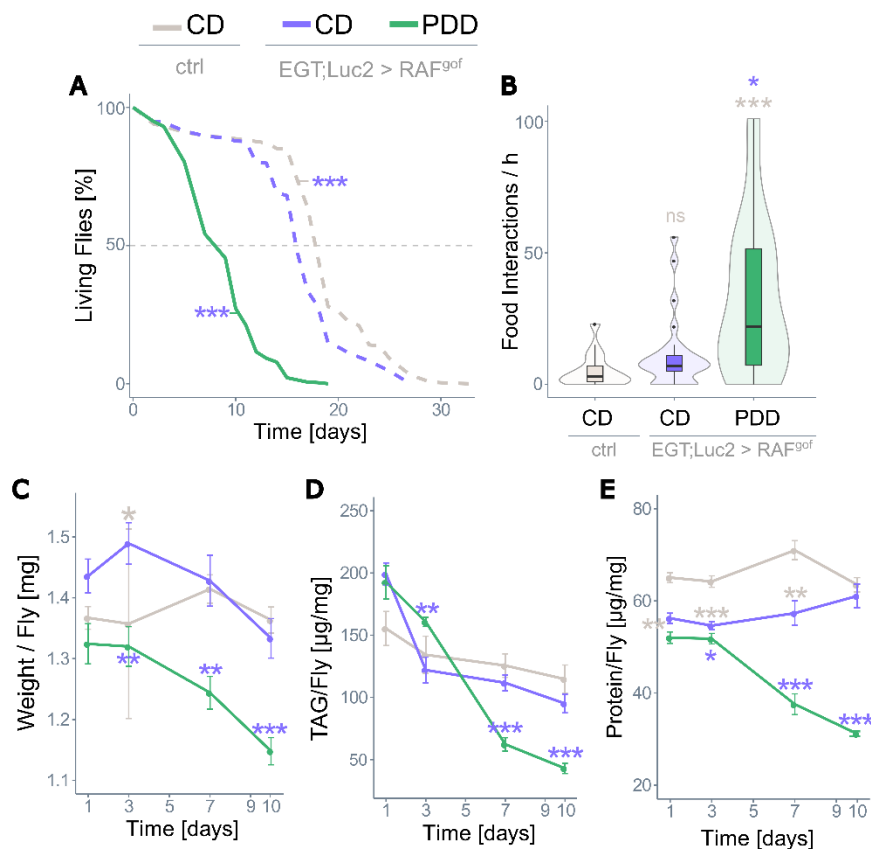 CD CD PDD
ctrl EGT;Luc2 > RAFgof
A
100
50
0
Living Flies [%]
***
***
0 10 20 30
Time [days]
B
*
***
ns
100
50
0
Food Interactions / h
CD CD PDD
ctrl EGT;Luc2 > RAFgof
C
1.5
1.4
1.3
1.2
1.1
Weight / Fly [mg]
*
**
**
***
1 3 5 7 9 10
Time [days]
D
250
200
150
100
50
TAG/Fly [µg/mg]
**
***
***
1 3 5 7 9 10
Time [days]
E
80
60
40
20
Protein/Fly [µg/mg]
**
***
**
*
***
***
1 3 5 7 9 10
Time [days]